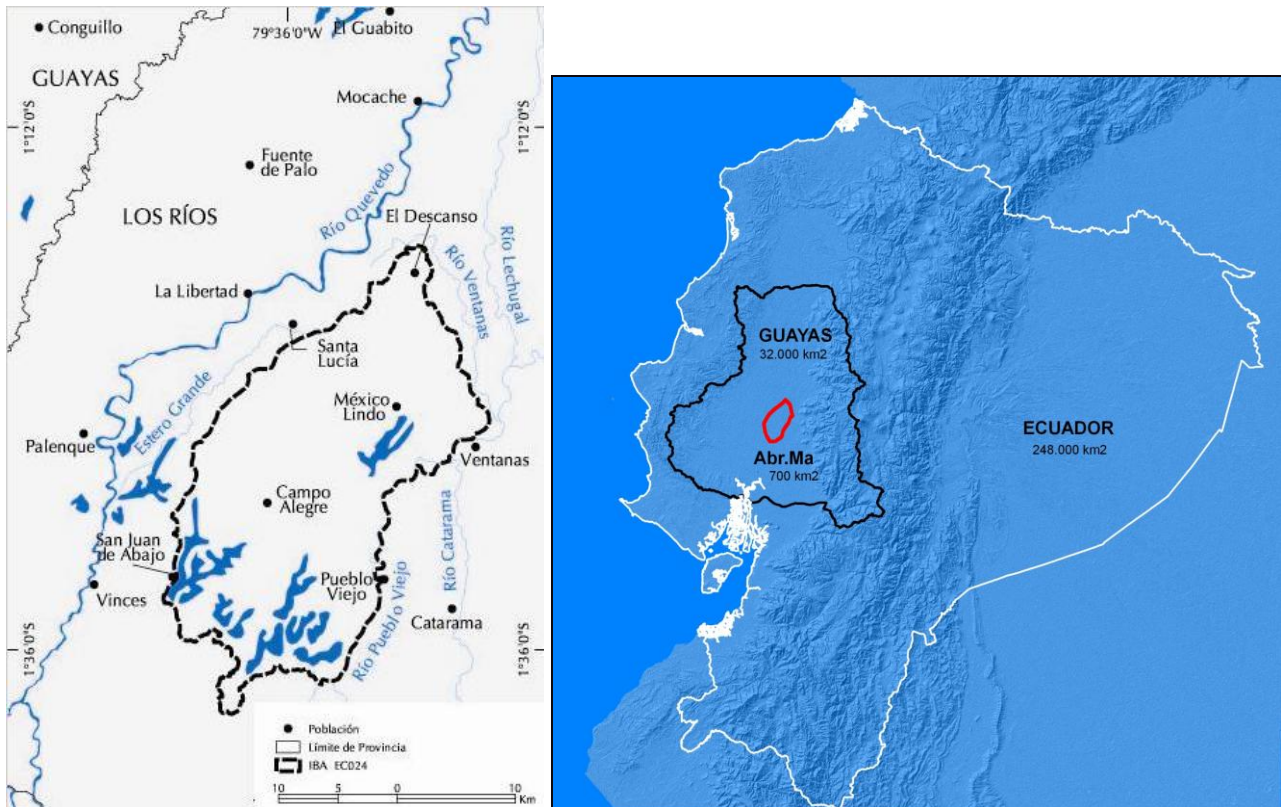 Conguillo
79°36'0"W
El Guabito
GUAYAS
Mocache
1°12'0"S
1°12'0"S
Fuente
de Palo
LOS RÍOS
Río Quevedo
El Descanso
Río Ventanas
Río Lechugal
La Libertad
Santa
Lucía
Estero Grande
México
Lindo
Palenque
Ventanas
Campo
Alegre
Río Catarama
San Juan
de Abajo
Pueblo
Viejo
Vinces
Catarama
Río Pueblo Viejo
1°36'0"S
1°36'0"S
Población
Límite de Provincia
IBA EC024
10 5 0 10
Km
GUAYAS
32.000 km2
Abr.Ma
700 km2
ECUADOR
248.000 km2